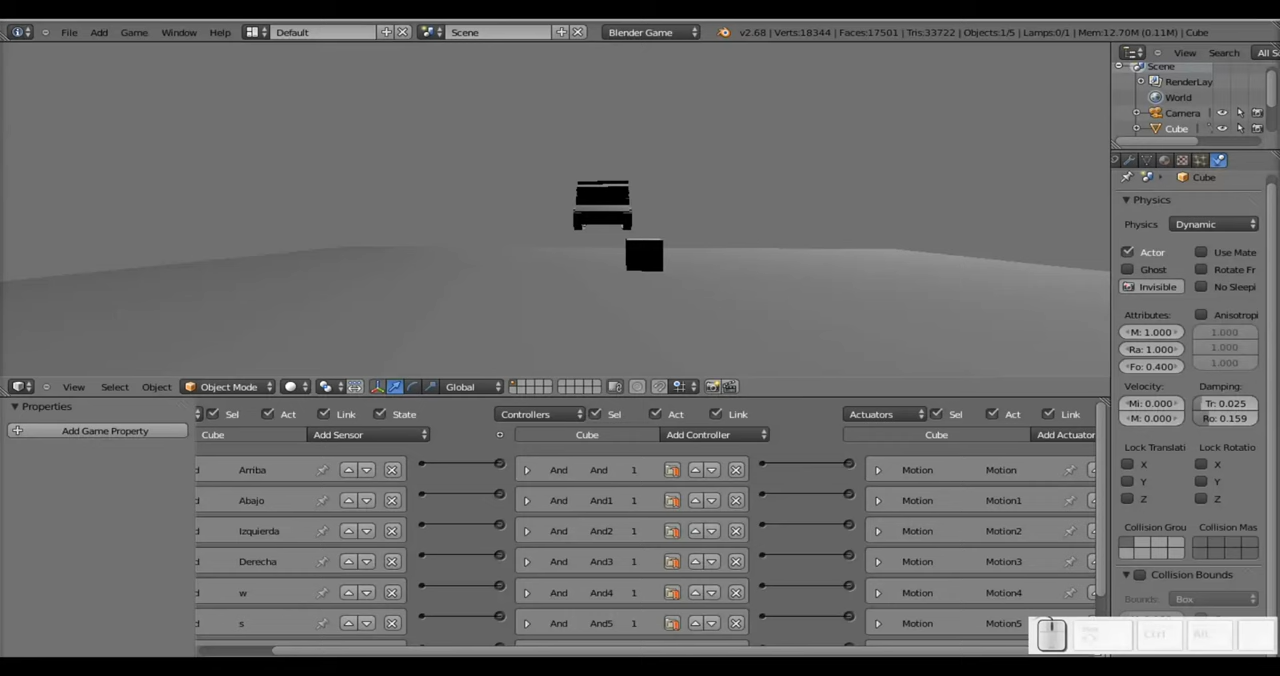 File Add Game Window Help Default Scene Blender Game v2.68 | Verts:18344 | Faces:17501 | Tris:33722 | Objects:1/5 | Lamps:0/1 | Mem:12.70M (0.11M) | Cube
View Search All S
Scene
RenderLay
World
Camera
Cube
Cube
Physics
Physics Dynamic
Actor Use Mate
Ghost Rotate Fr
Invisible No Sleepi
Attributes: Anisotropi
M: 1.000 1.000
Ra: 1.000 1.000
Fo: 0.400 1.000
Velocity: Damping:
Mi: 0.000 Tr: 0.025
M: 0.000 Ro: 0.159
Lock Translati Lock Rotatio
X X
Y Y
Z Z
Collision Grou Collision Mas
Collision Bounds
Bounds: Box
View Select Object Object Mode Global
Properties
Add Game Property
Sel Act Link State Controllers Sel Act Link Actuators Sel Act Link
Cube Add Sensor Cube Add Controller Cube Add Actuator
d Arriba And And 1 Motion Motion
d Abajo And And1 1 Motion Motion1
d Izquierda And And2 1 Motion Motion2
d Derecha And And3 1 Motion Motion3
d w And And4 1 Motion Motion4
d s And And5 1 Motion Motion5